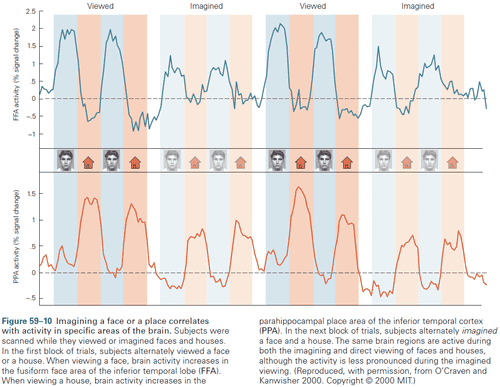 Viewed
Imagined
Viewed
Imagined
2.5
2
1.5
1
.5
0
−.5
−1
FFA activity (% signal change)
1.5
1
.5
0
−.5
PPA activity (% signal change)
Figure 59–10 Imagining a face or a place correlates
with activity in specific areas of the brain. Subjects were
scanned while they viewed or imagined faces and houses.
In the first block of trials, subjects alternately viewed a face
or a house. When viewing a face, brain activity increases in
the fusiform face area of the inferior temporal lobe (FFA).
When viewing a house, brain activity increases in the
parahippocampal place area of the inferior temporal cortex
(PPA). In the next block of trials, subjects alternately imagined
a face and a house. The same brain regions are active during
both the imagining and direct viewing of faces and houses,
although the activity is less pronounced during the imagined
viewing. (Reproduced, with permission, from O'Craven and
Kanwisher 2000. Copyright © 2000 MIT.)